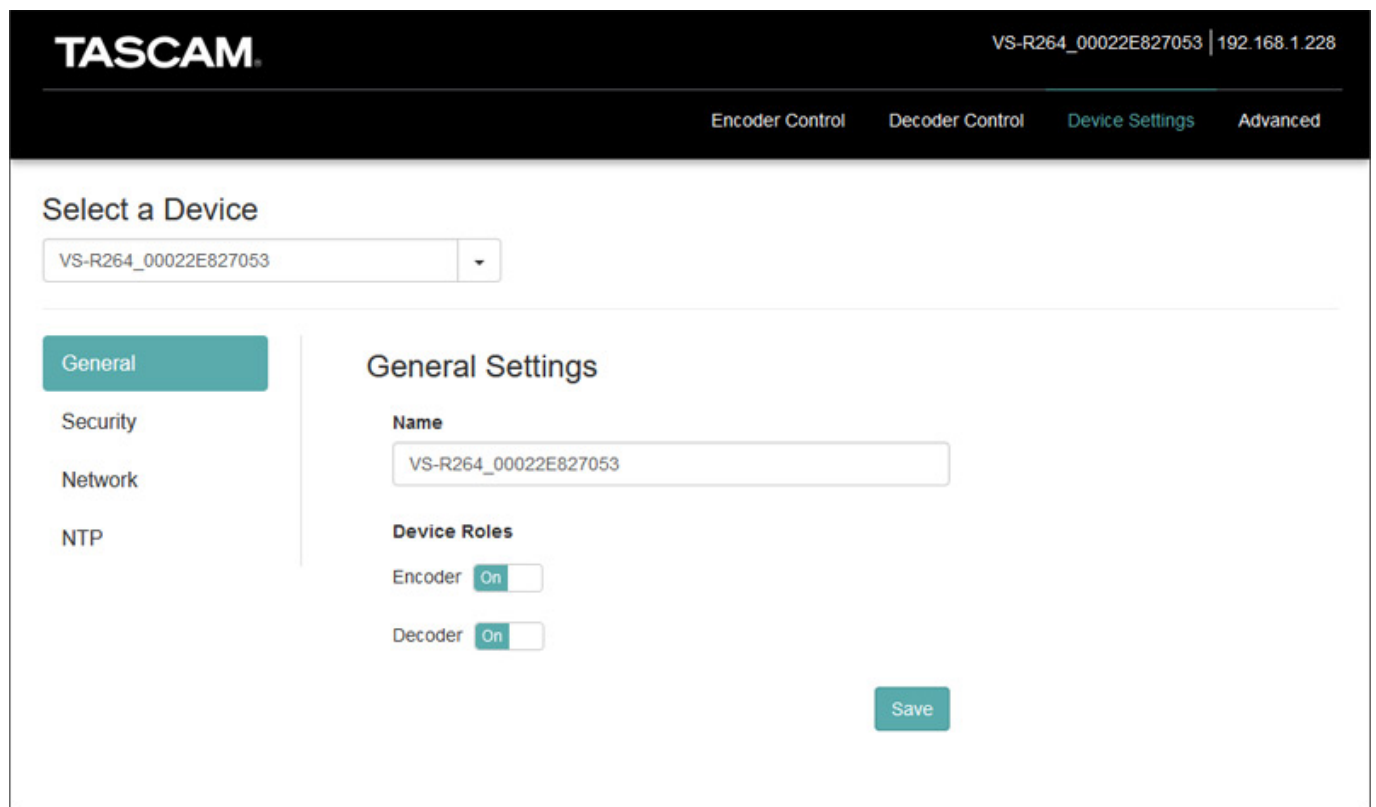 TASCAM®
VS-R264_00022E827053 | 192.168.1.228
Encoder Control Decoder Control Device Settings Advanced
Select a Device
VS-R264_00022E827053
General
Security
Network
NTP
General Settings
Name
VS-R264_00022E827053
Device Roles
Encoder On
Decoder On
Save